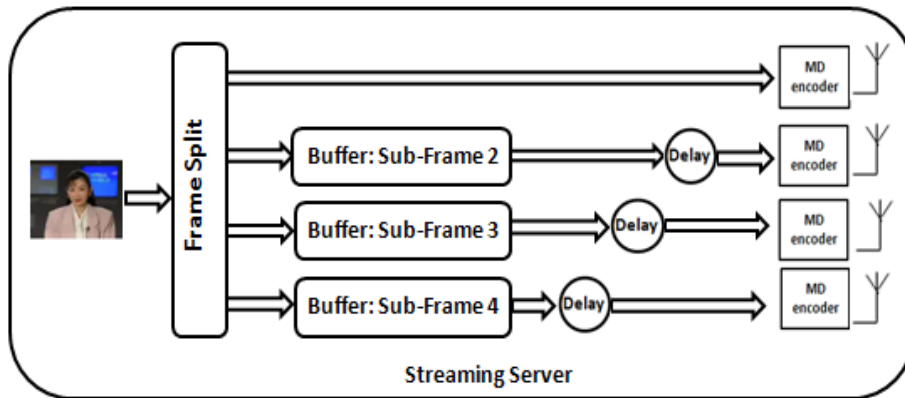 Frame Split
MD
encoder
Buffer: Sub-Frame 2
Delay
MD
encoder
Buffer: Sub-Frame 3
Delay
MD
encoder
Buffer: Sub-Frame 4
Delay
MD
encoder
Streaming Server